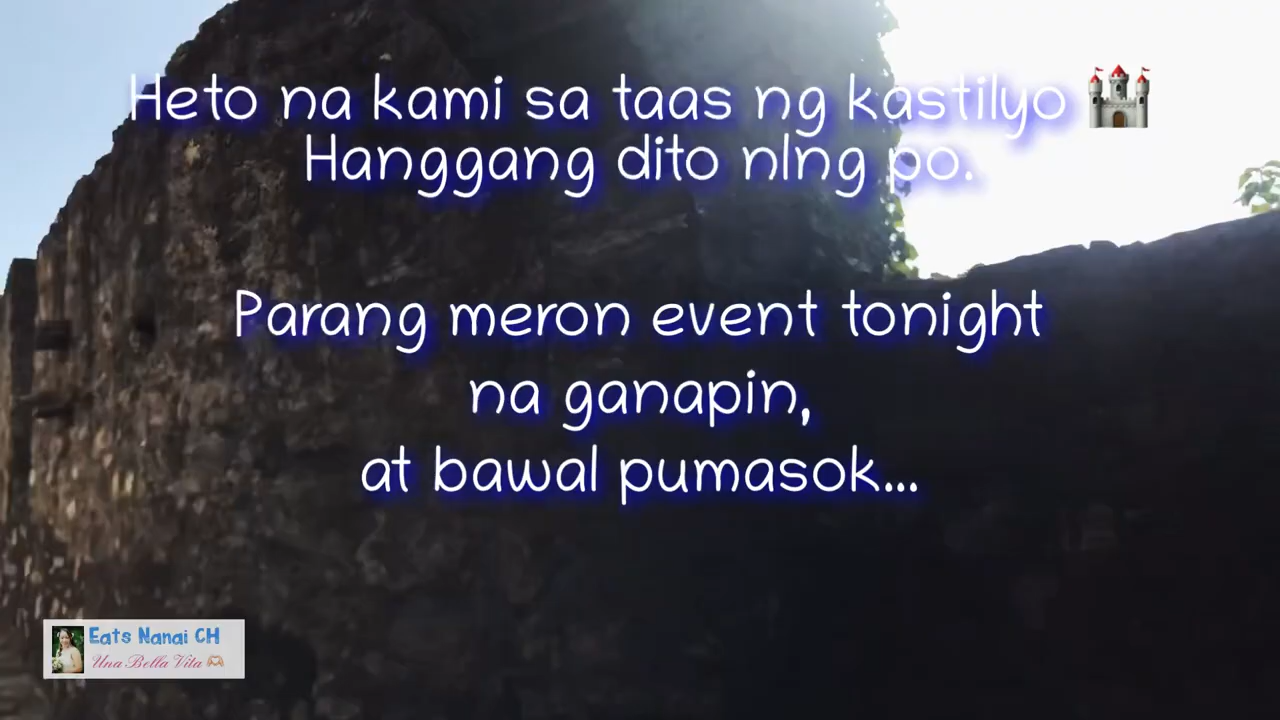 Heto na kami sa taas ng kastilyo 🏰
Hanggang dito nlng po.
Parang meron event tonight
na ganapin,
at bawal pumasok...
Eats Nanai CH
Una Bella Vita 🫶🏻